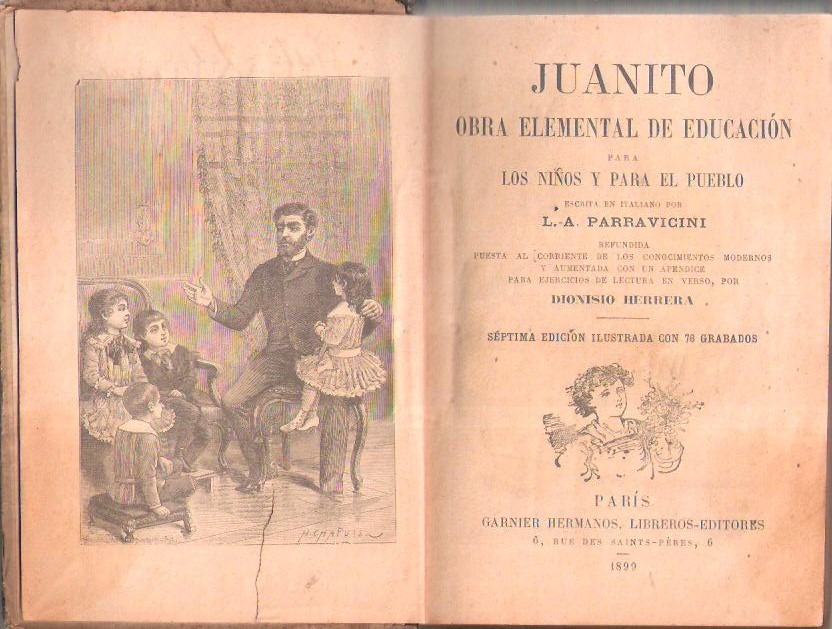 JUANITO
OBRA ELEMENTAL DE EDUCACIÓN
PARA
LOS NIÑOS Y PARA EL PUEBLO
ESCRITA EN ITALIANO POR
L. A. PARRAVICINI
REFUNDIDA
PUESTA AL CORRIENTE DE LOS CONOCIMIENTOS MODERNOS
Y AUMENTADA CON UN APENDICE
PARA EJERCICIOS DE LECTURA EN VERSO, POR
DIONISIO HERRERA
SÉPTIMA EDICIÓN ILUSTRADA CON 76 GRABADOS
PARÍS
GARNIER HERMANOS, LIBREROS-EDITORES
6, RUE DES SAINTS-PÈRES, 6
1899